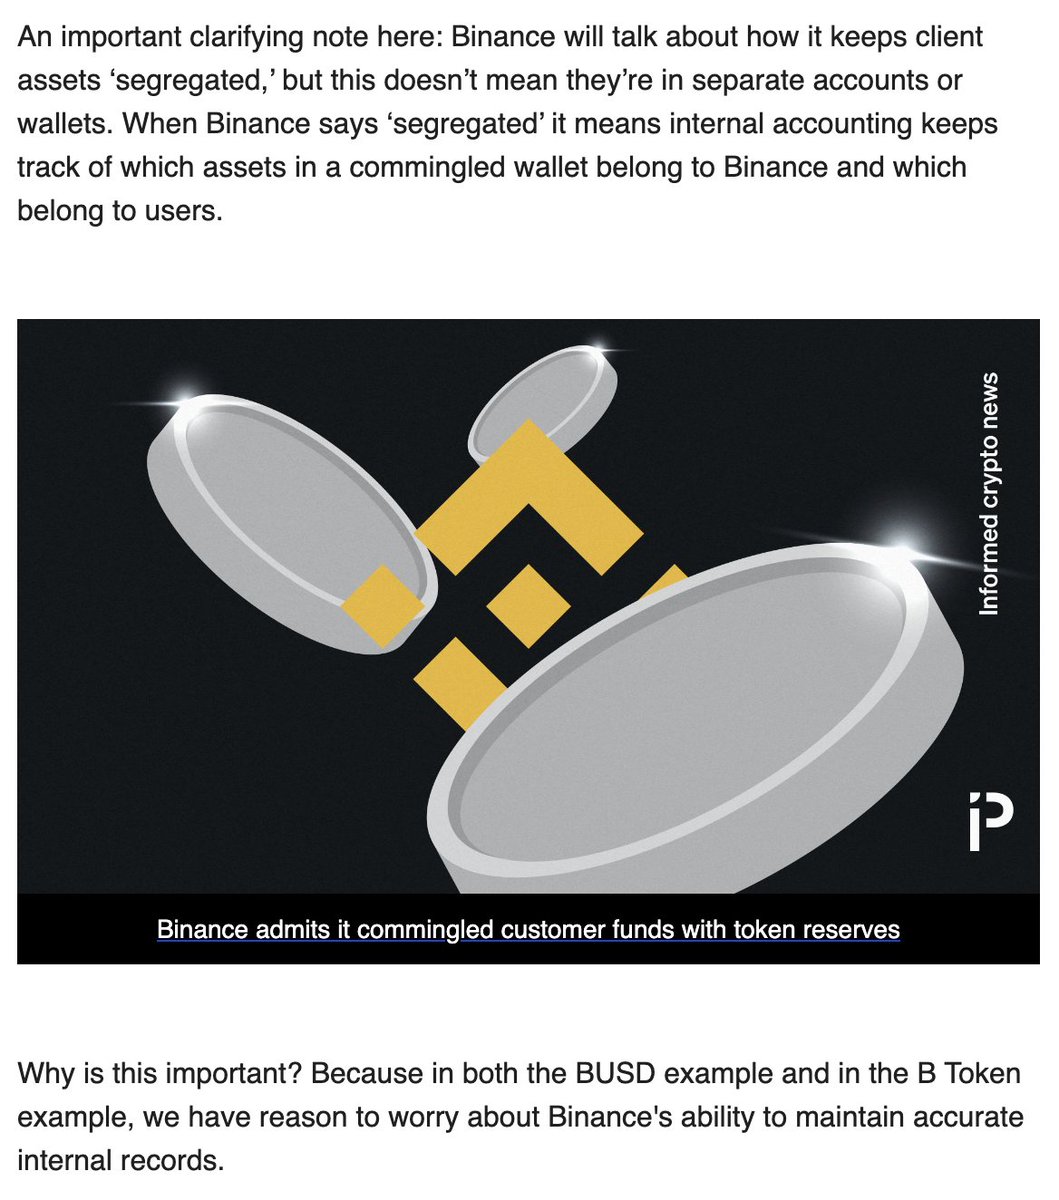 An important clarifying note here: Binance will talk about how it keeps client
assets ‘segregated,’ but this doesn’t mean they’re in separate accounts or
wallets. When Binance says ‘segregated’ it means internal accounting keeps
track of which assets in a commingled wallet belong to Binance and which
belong to users.
Informed crypto news
Binance admits it commingled customer funds with token reserves
Why is this important? Because in both the BUSD example and in the B Token
example, we have reason to worry about Binance's ability to maintain accurate
internal records.